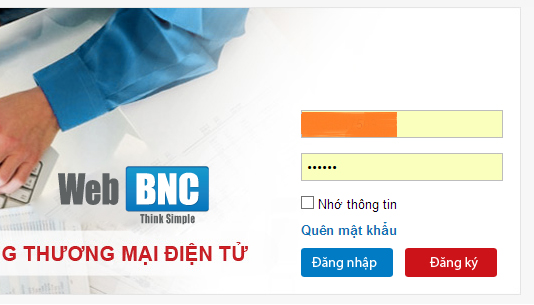 Web BNC
Think Simple
G THƯƠNG MẠI ĐIỆN TỬ
••••••
Nhớ thông tin
Quên mật khẩu
Đăng nhập
Đăng ký